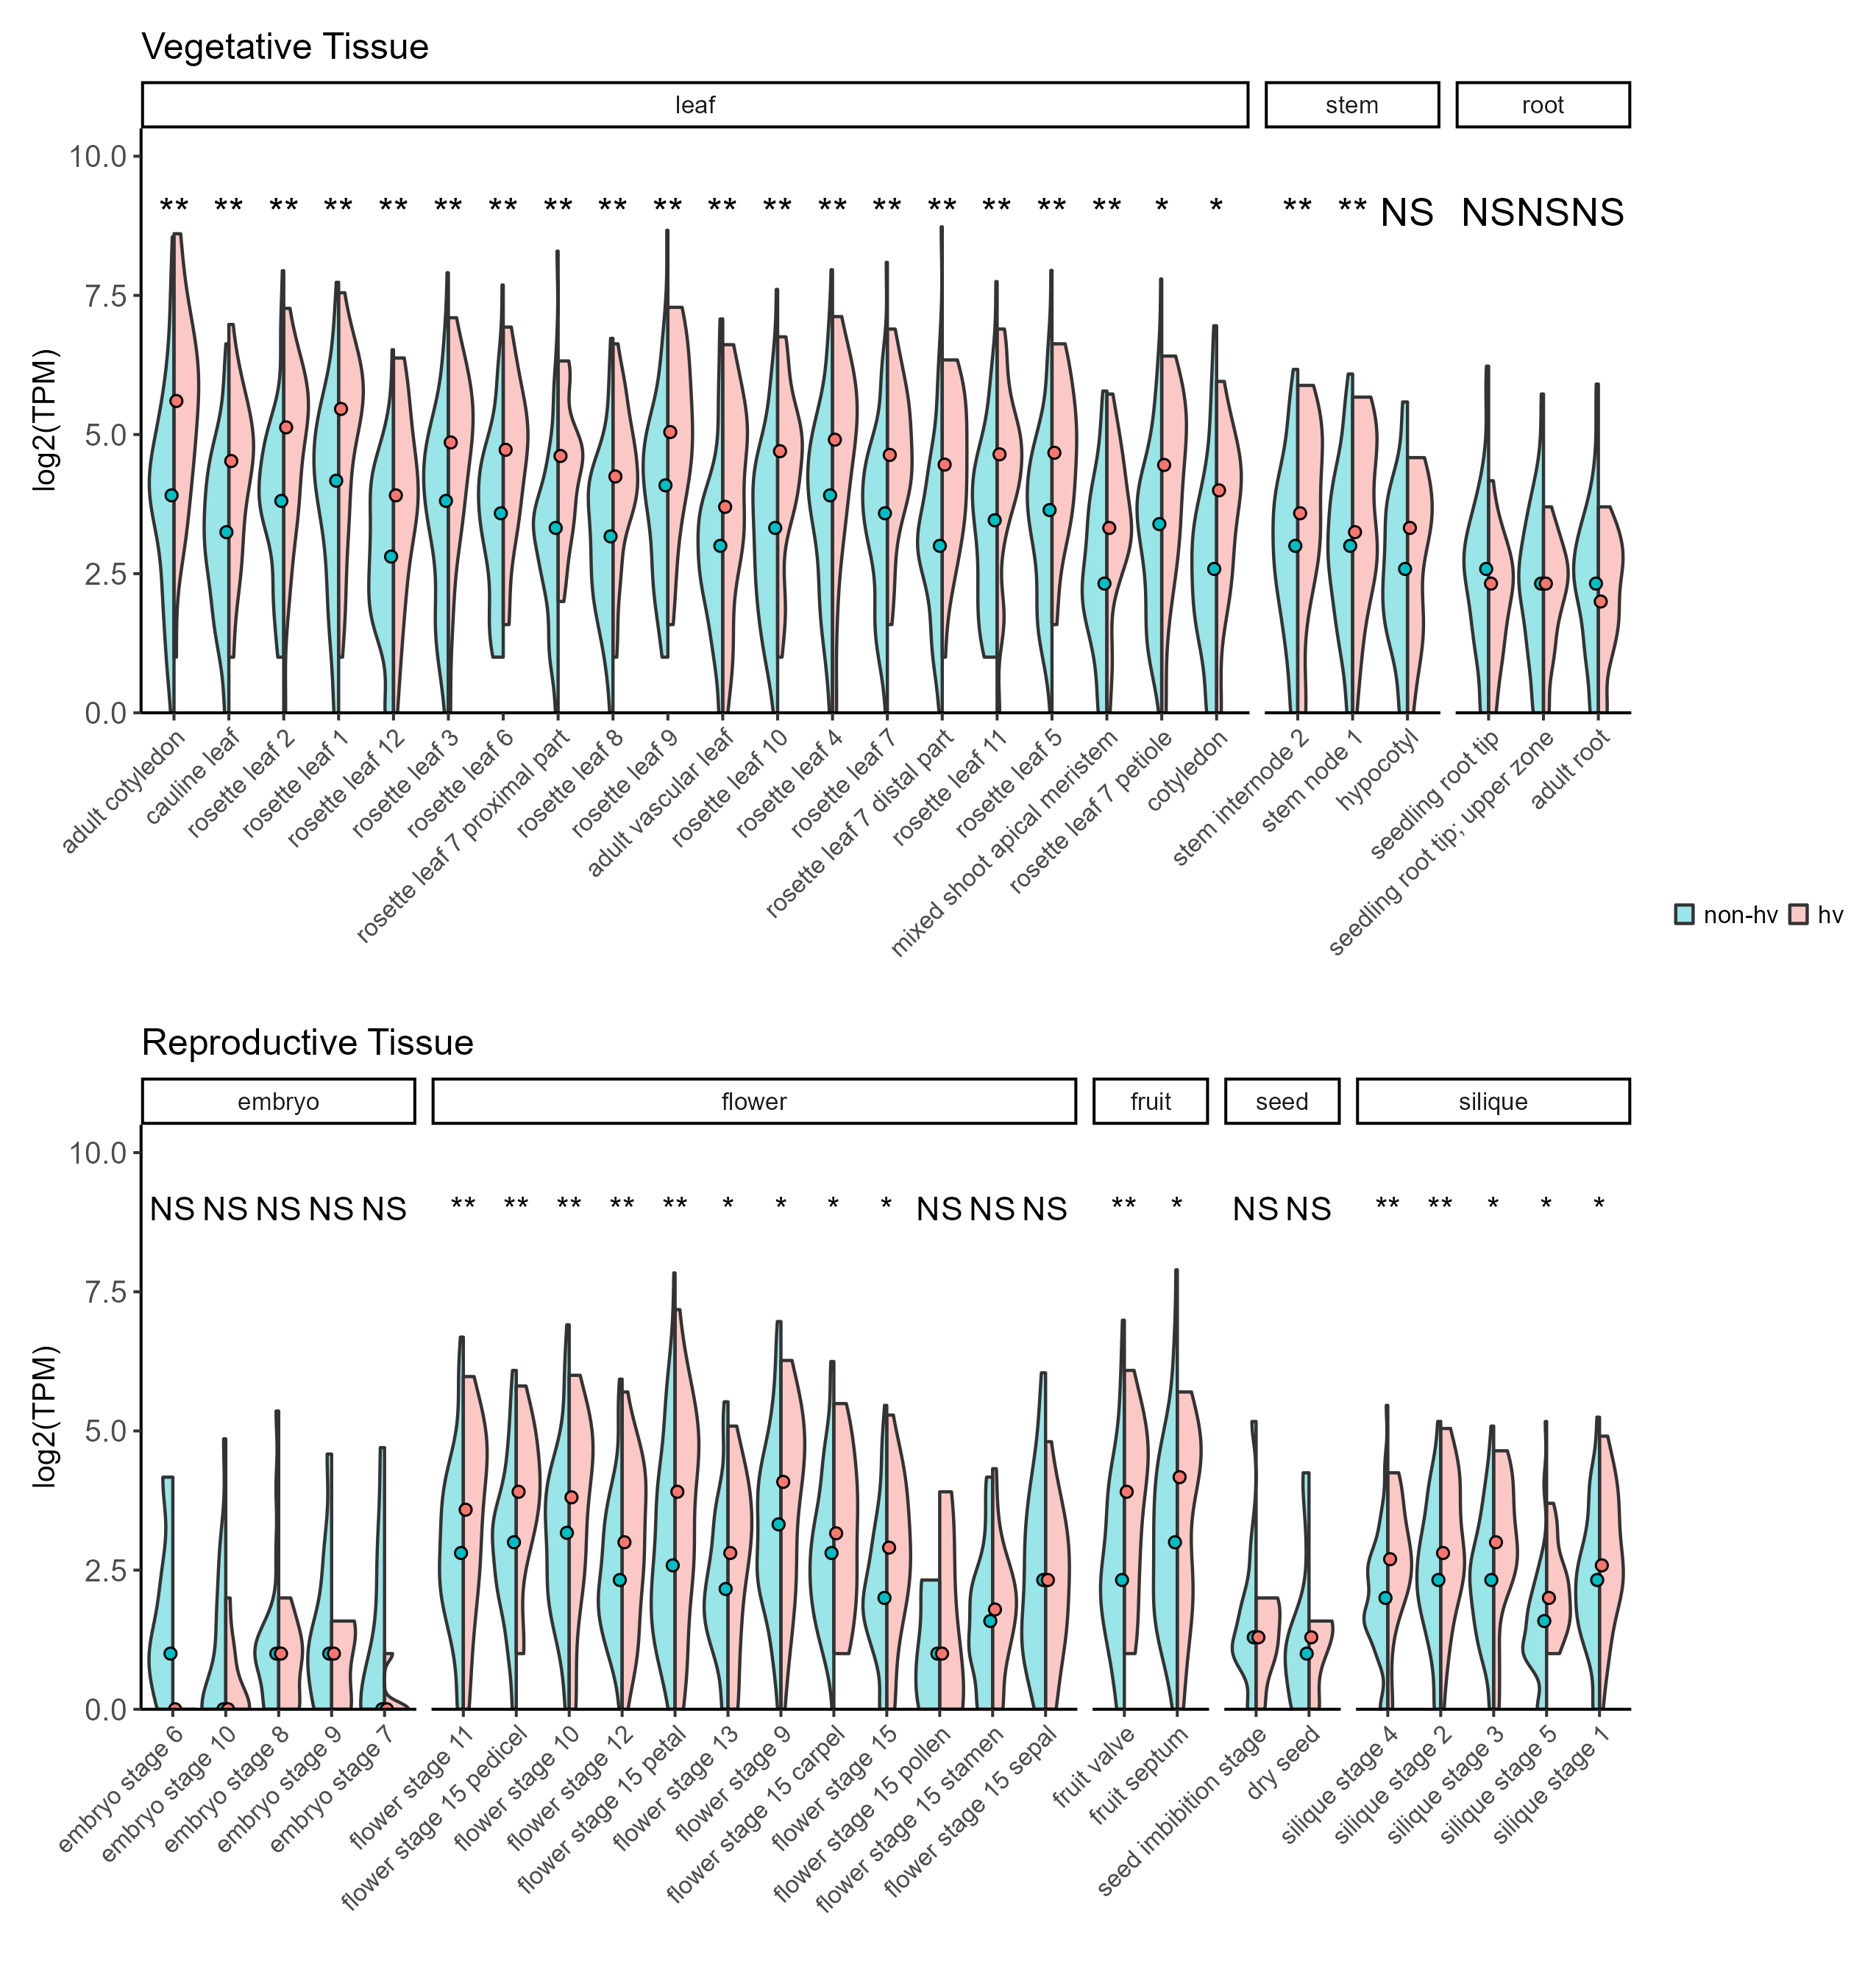 Vegetative Tissue
leaf stem root
10.0
7.5
5.0
2.5
0.0
log2(TPM)
** ** ** ** ** ** ** ** ** ** ** ** ** ** ** ** ** ** * * ** ** NS NS NS NS
adult cotyledon
cauline leaf
rosette leaf 2
rosette leaf 1
rosette leaf 12
rosette leaf 3
rosette leaf 6
rosette leaf 7 proximal part
rosette leaf 8
rosette leaf 9
adult vascular leaf
rosette leaf 10
rosette leaf 4
rosette leaf 7
rosette leaf 7 distal part
rosette leaf 11
rosette leaf 5
mixed shoot apical meristem
rosette leaf 7 petiole
cotyledon
stem internode 2
stem node 1
hypocotyl
seedling root tip
seedling root tip; upper zone
adult root
non-hv hv
Reproductive Tissue
embryo flower fruit seed silique
10.0
7.5
5.0
2.5
0.0
log2(TPM)
NS NS NS NS NS ** ** ** ** ** * * * * NS NS NS ** * NS NS ** ** * * *
embryo stage 6
embryo stage 10
embryo stage 8
embryo stage 9
embryo stage 7
flower stage 11
flower stage 15 pedicel
flower stage 10
flower stage 12
flower stage 15 petal
flower stage 13
flower stage 9
flower stage 15 carpel
flower stage 15
flower stage 15 pollen
flower stage 15 stamen
flower stage 15 sepal
fruit valve
fruit septum
seed imbibition stage
dry seed
silique stage 4
silique stage 2
silique stage 3
silique stage 5
silique stage 1